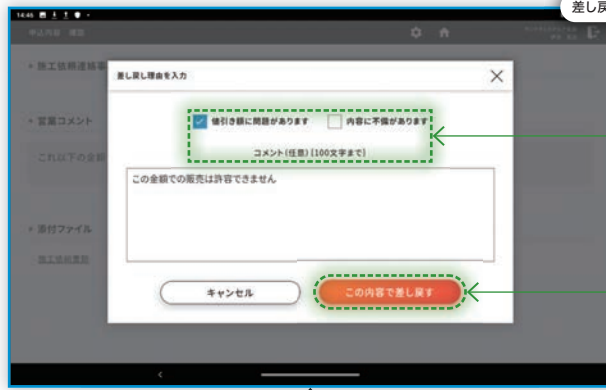 差し戻
14:46
申込内容 確認
施工依頼連絡事
差し戻し理由を入力
値引き額に問題があります 内容に不備があります
営業コメント
コメント(任意)[100文字まで]
これ以下の金額
この金額での販売は許容できません
添付ファイル
施工依頼書類
キャンセル この内容で差し戻す